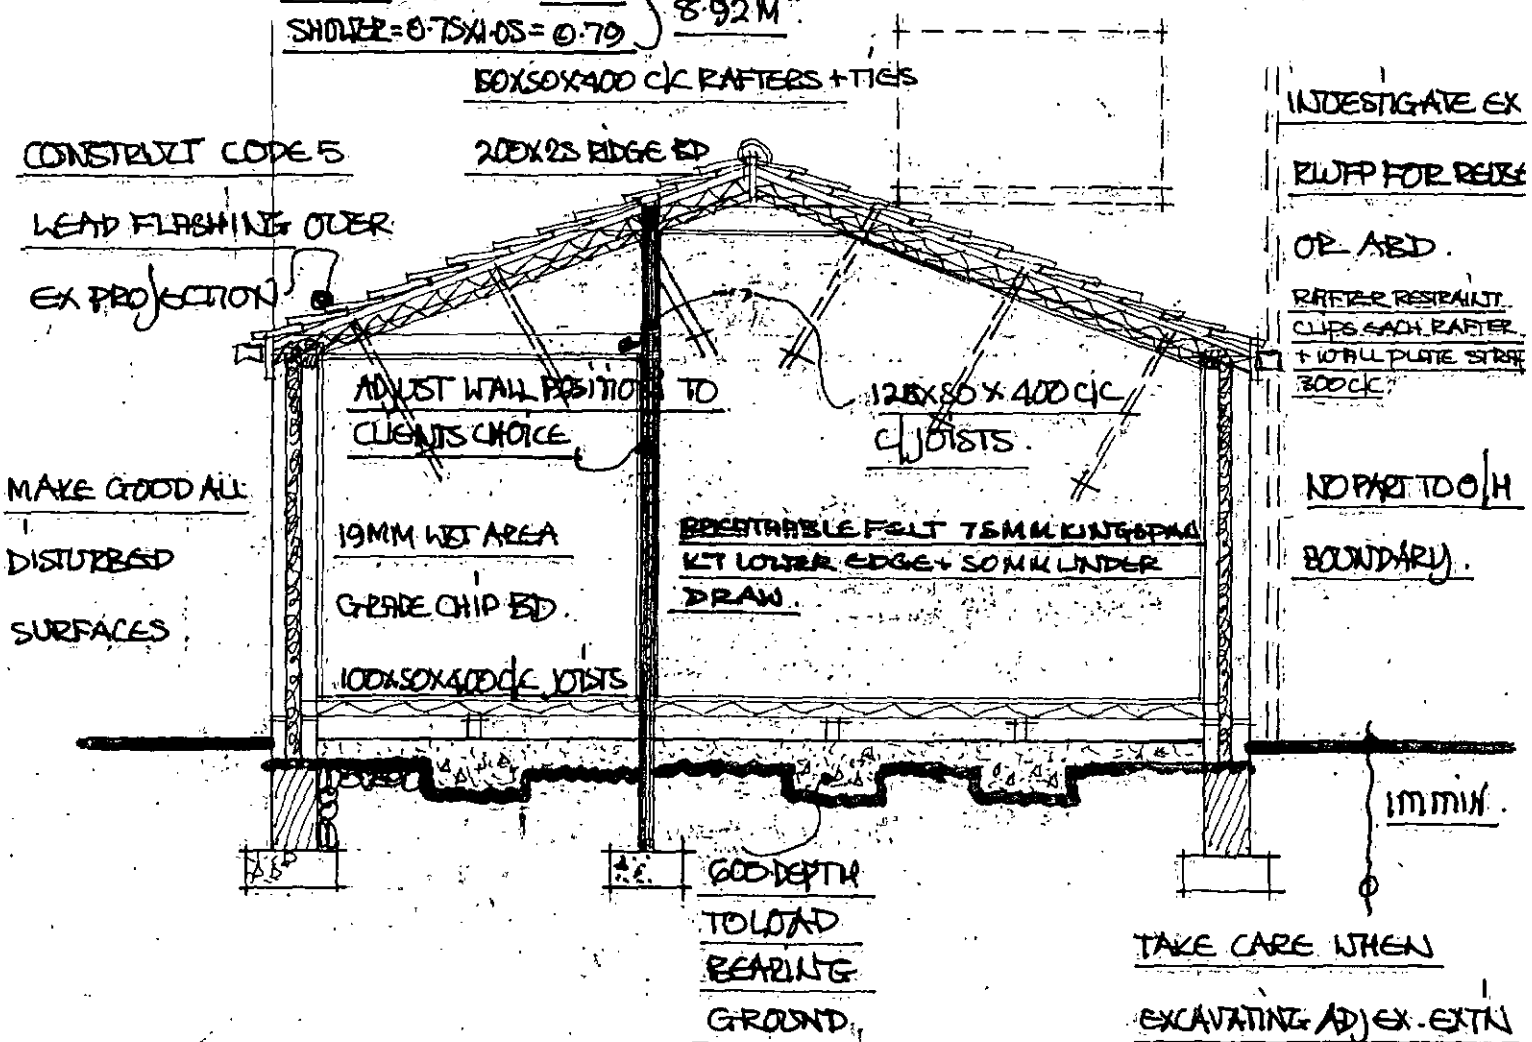 SHOWER=0.75X1.05=0.79
8.92M
150X50X400 C/C RAFTERS + TIES
200X25 RIDGE BD
CONSTRUCT CODE 5
LEAD FLASHING OVER
EX PROJECTION
INVESTIGATE EX
RWFP FOR REUSE
OR ABD.
RAFTER RESTRAINT
CLIPS EACH RAFTER
+ WALL PLATE STRAP
300 C/C
ADJUST WALL POSITION TO
CLIENTS CHOICE
125X50 X 400 C/C
C/JOISTS.
MAKE GOOD ALL
DISTURBED
SURFACES
19MM WET AREA
GRADE CHIP BD.
BREATHABLE FELT 75MM KINGSPAN
K7 LOWER EDGE + 50MM UNDER
DRAW.
NO PART TO O/H
BOUNDARY.
100X50X400 C/C JOISTS
1M MIN.
600 DEPTH
TO LOAD
BEARING
GROUND.
TAKE CARE WHEN
EXCAVATING ADJ EX. EXTN